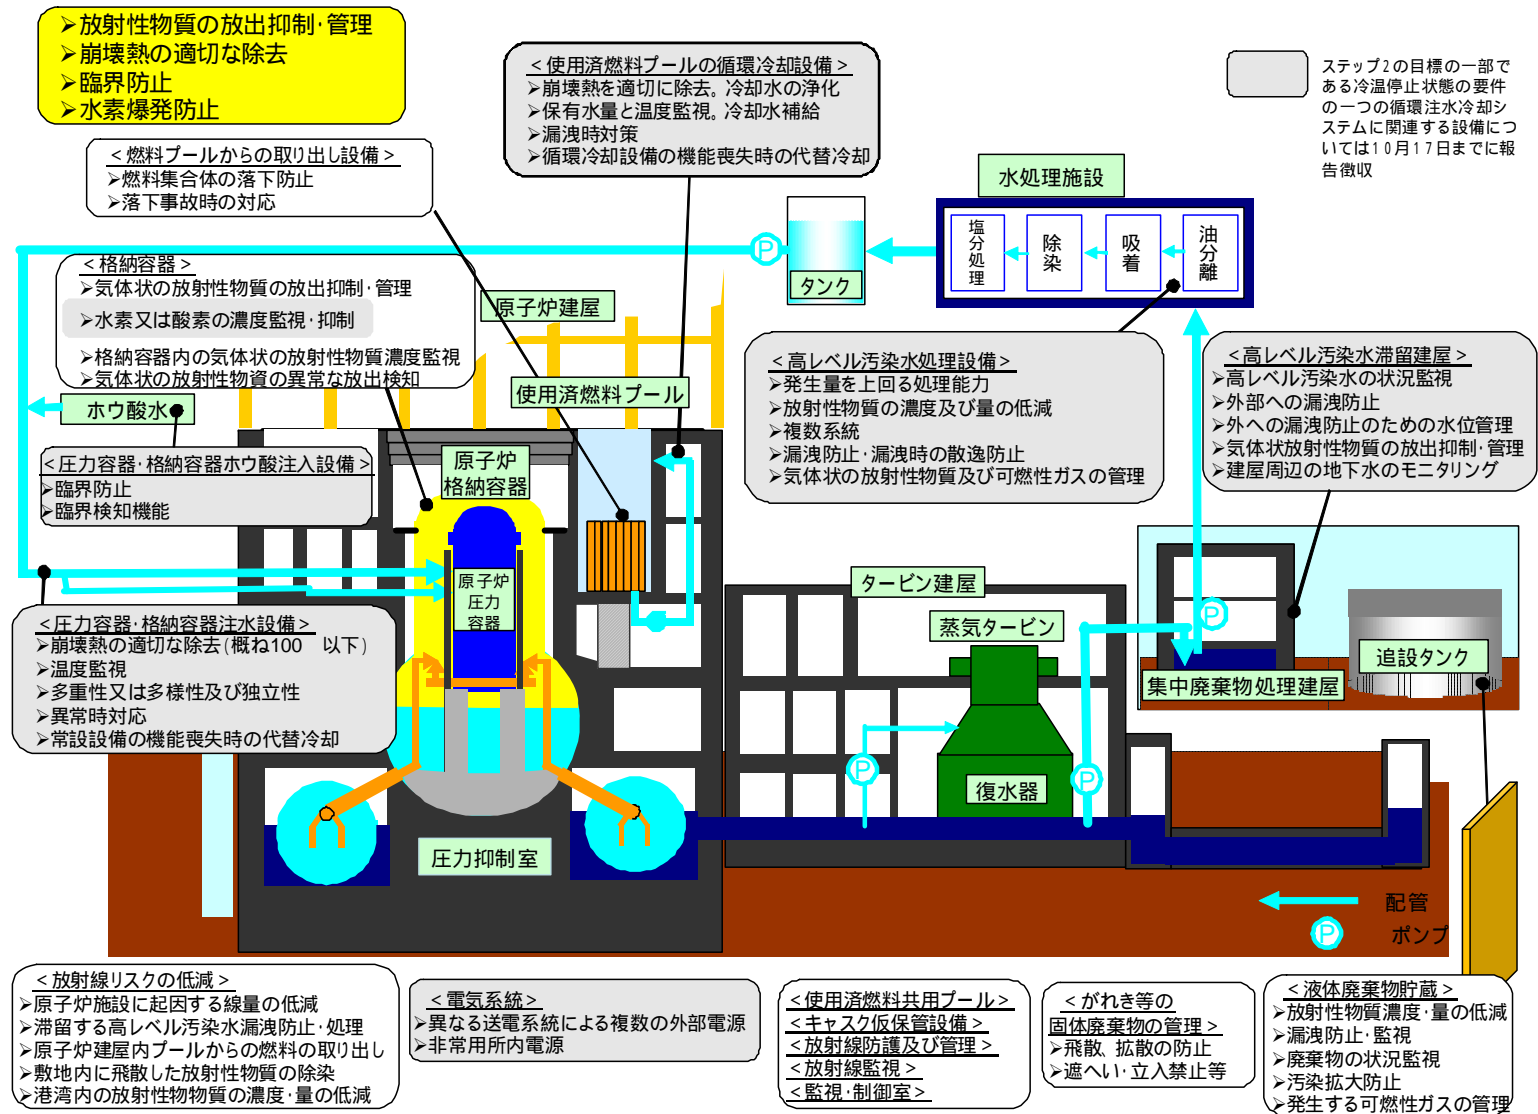 ➢放射性物質の放出抑制・管理
➢崩壊熱の適切な除去
➢臨界防止
➢水素爆発防止
<使用済燃料プールの循環冷却設備>
➢崩壊熱を適切に除去。冷却水の浄化
➢保有水量と温度監視。冷却水補給
➢漏洩時対策
➢循環冷却設備の機能喪失時の代替冷却
ステップ2の目標の一部で
ある冷温停止状態の要件
の一つの循環注水冷却シ
ステムに関連する設備につ
いては10月17日までに報
告徴収
<燃料プールからの取り出し設備>
➢燃料集合体の落下防止
➢落下事故時の対応
水処理施設
塩分処理
除染
吸着
油分離
P
タンク
<格納容器>
➢気体状の放射性物質の放出抑制・管理
➢水素又は酸素の濃度監視・抑制
➢格納容器内の気体状の放射性物質濃度監視
➢気体状の放射性物資の異常な放出検知
原子炉建屋
使用済燃料プール
ホウ酸水
<高レベル汚染水処理設備>
➢発生量を上回る処理能力
➢放射性物質の濃度及び量の低減
➢複数系統
➢漏洩防止・漏洩時の散逸防止
➢気体状の放射性物質及び可燃性ガスの管理
<高レベル汚染水滞留建屋>
➢高レベル汚染水の状況監視
➢外部への漏洩防止
➢外への漏洩防止のための水位管理
➢気体状放射性物質の放出抑制・管理
➢建屋周辺の地下水のモニタリング
<圧力容器・格納容器ホウ酸注入設備>
➢臨界防止
➢臨界検知機能
原子炉
格納容器
原子炉
圧力
容器
タービン建屋
蒸気タービン
復水器
P
P
P
集中廃棄物処理建屋
追設タンク
<圧力容器・格納容器注水設備>
➢崩壊熱の適切な除去(概ね100　以下)
➢温度監視
➢多重性又は多様性及び独立性
➢異常時対応
➢常設設備の機能喪失時の代替冷却
圧力抑制室
配管
P
ポンプ
<放射線リスクの低減>
➢原子炉施設に起因する線量の低減
➢滞留する高レベル汚染水漏洩防止・処理
➢原子炉建屋内プールからの燃料の取り出し
➢敷地内に飛散した放射性物質の除染
➢港湾内の放射性物物質の濃度・量の低減
<電気系統>
➢異なる送電系統による複数の外部電源
➢非常用所内電源
<使用済燃料共用プール>
<キャスク仮保管設備>
<放射線防護及び管理>
<放射線監視>
<監視・制御室>
<がれき等の
固体廃棄物の管理>
➢飛散、拡散の防止
➢遮へい・立入禁止等
<液体廃棄物貯蔵>
➢放射性物質濃度・量の低減
➢漏洩防止・監視
➢廃棄物の状況監視
➢汚染拡大防止
➢発生する可燃性ガスの管理